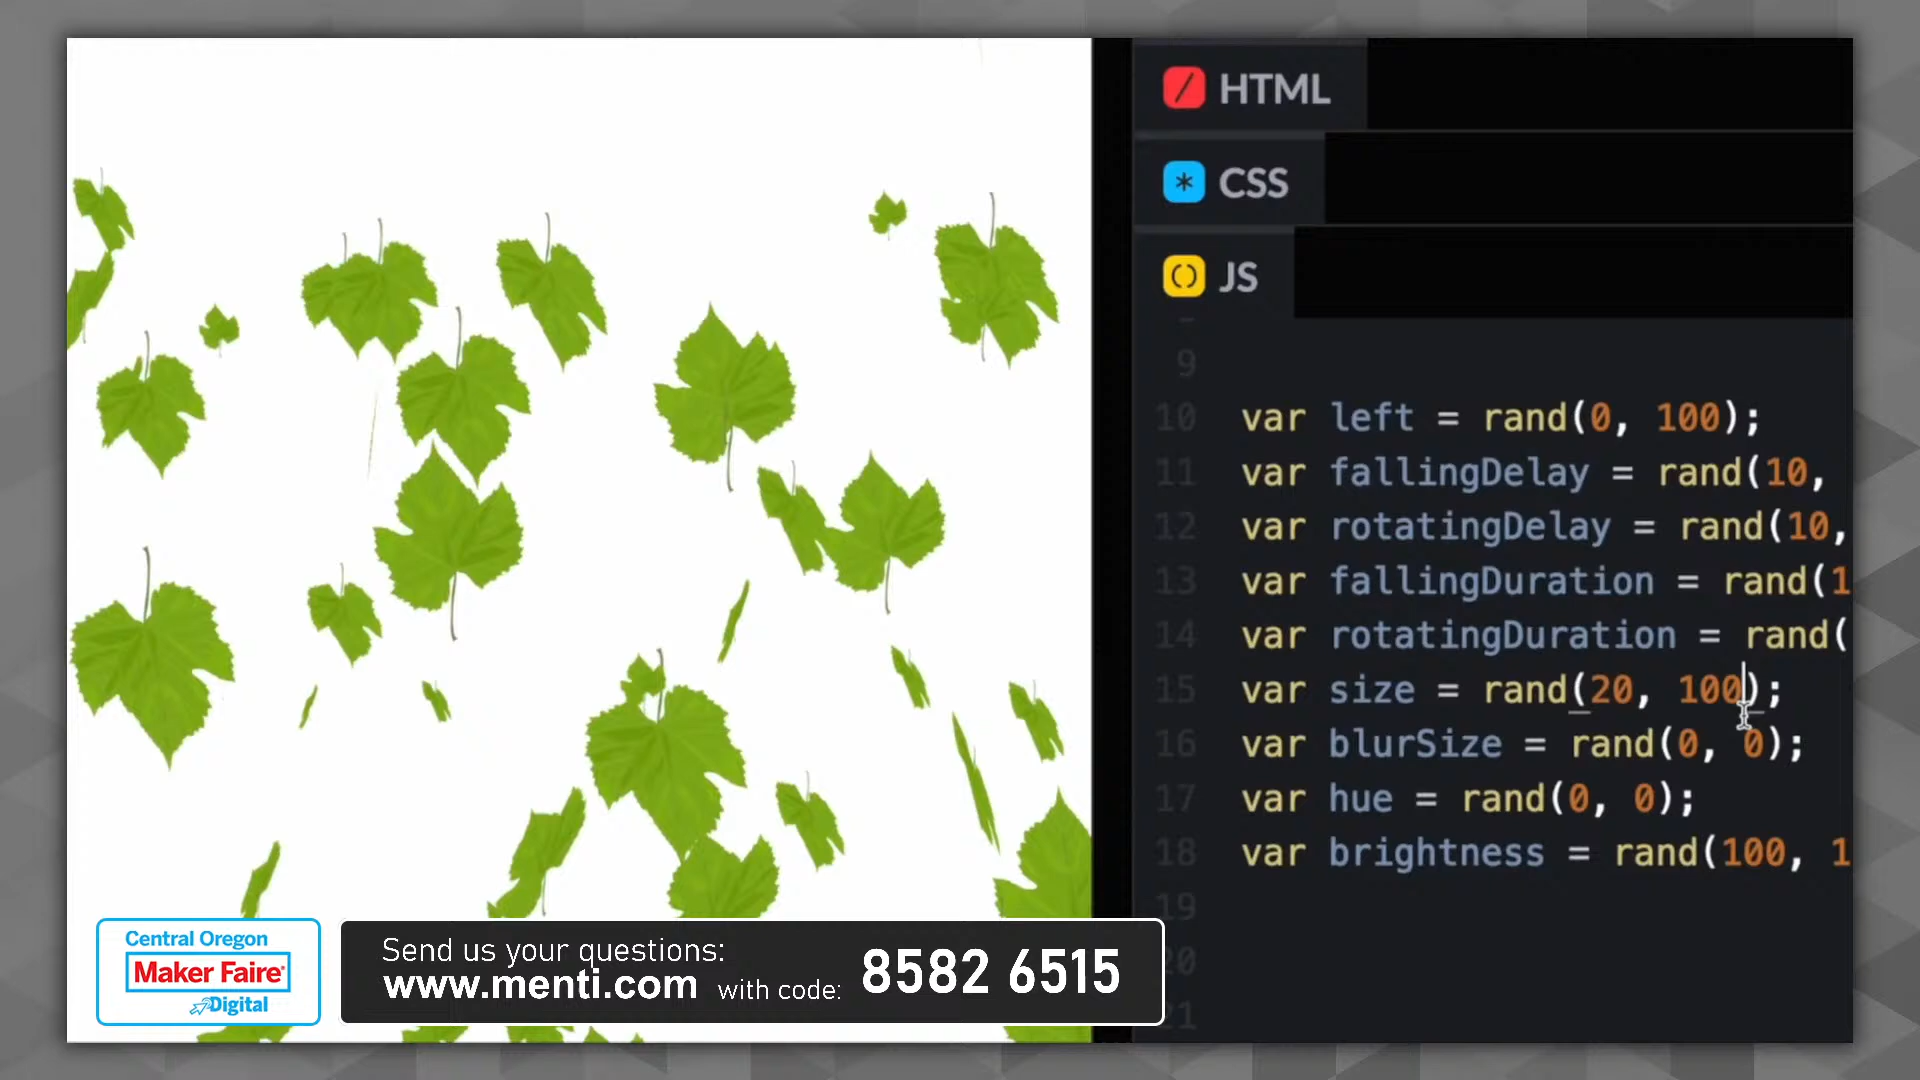 HTML
CSS
JS
9
10 var left = rand(0, 100);
11 var fallingDelay = rand(10,
12 var rotatingDelay = rand(10,
13 var fallingDuration = rand(1
14 var rotatingDuration = rand(
15 var size = rand(20, 100);
16 var blurSize = rand(0, 0);
17 var hue = rand(0, 0);
18 var brightness = rand(100, 1
19
20
21
Central Oregon
Maker Faire®
Digital
Send us your questions:
www.menti.com with code: 8582 6515